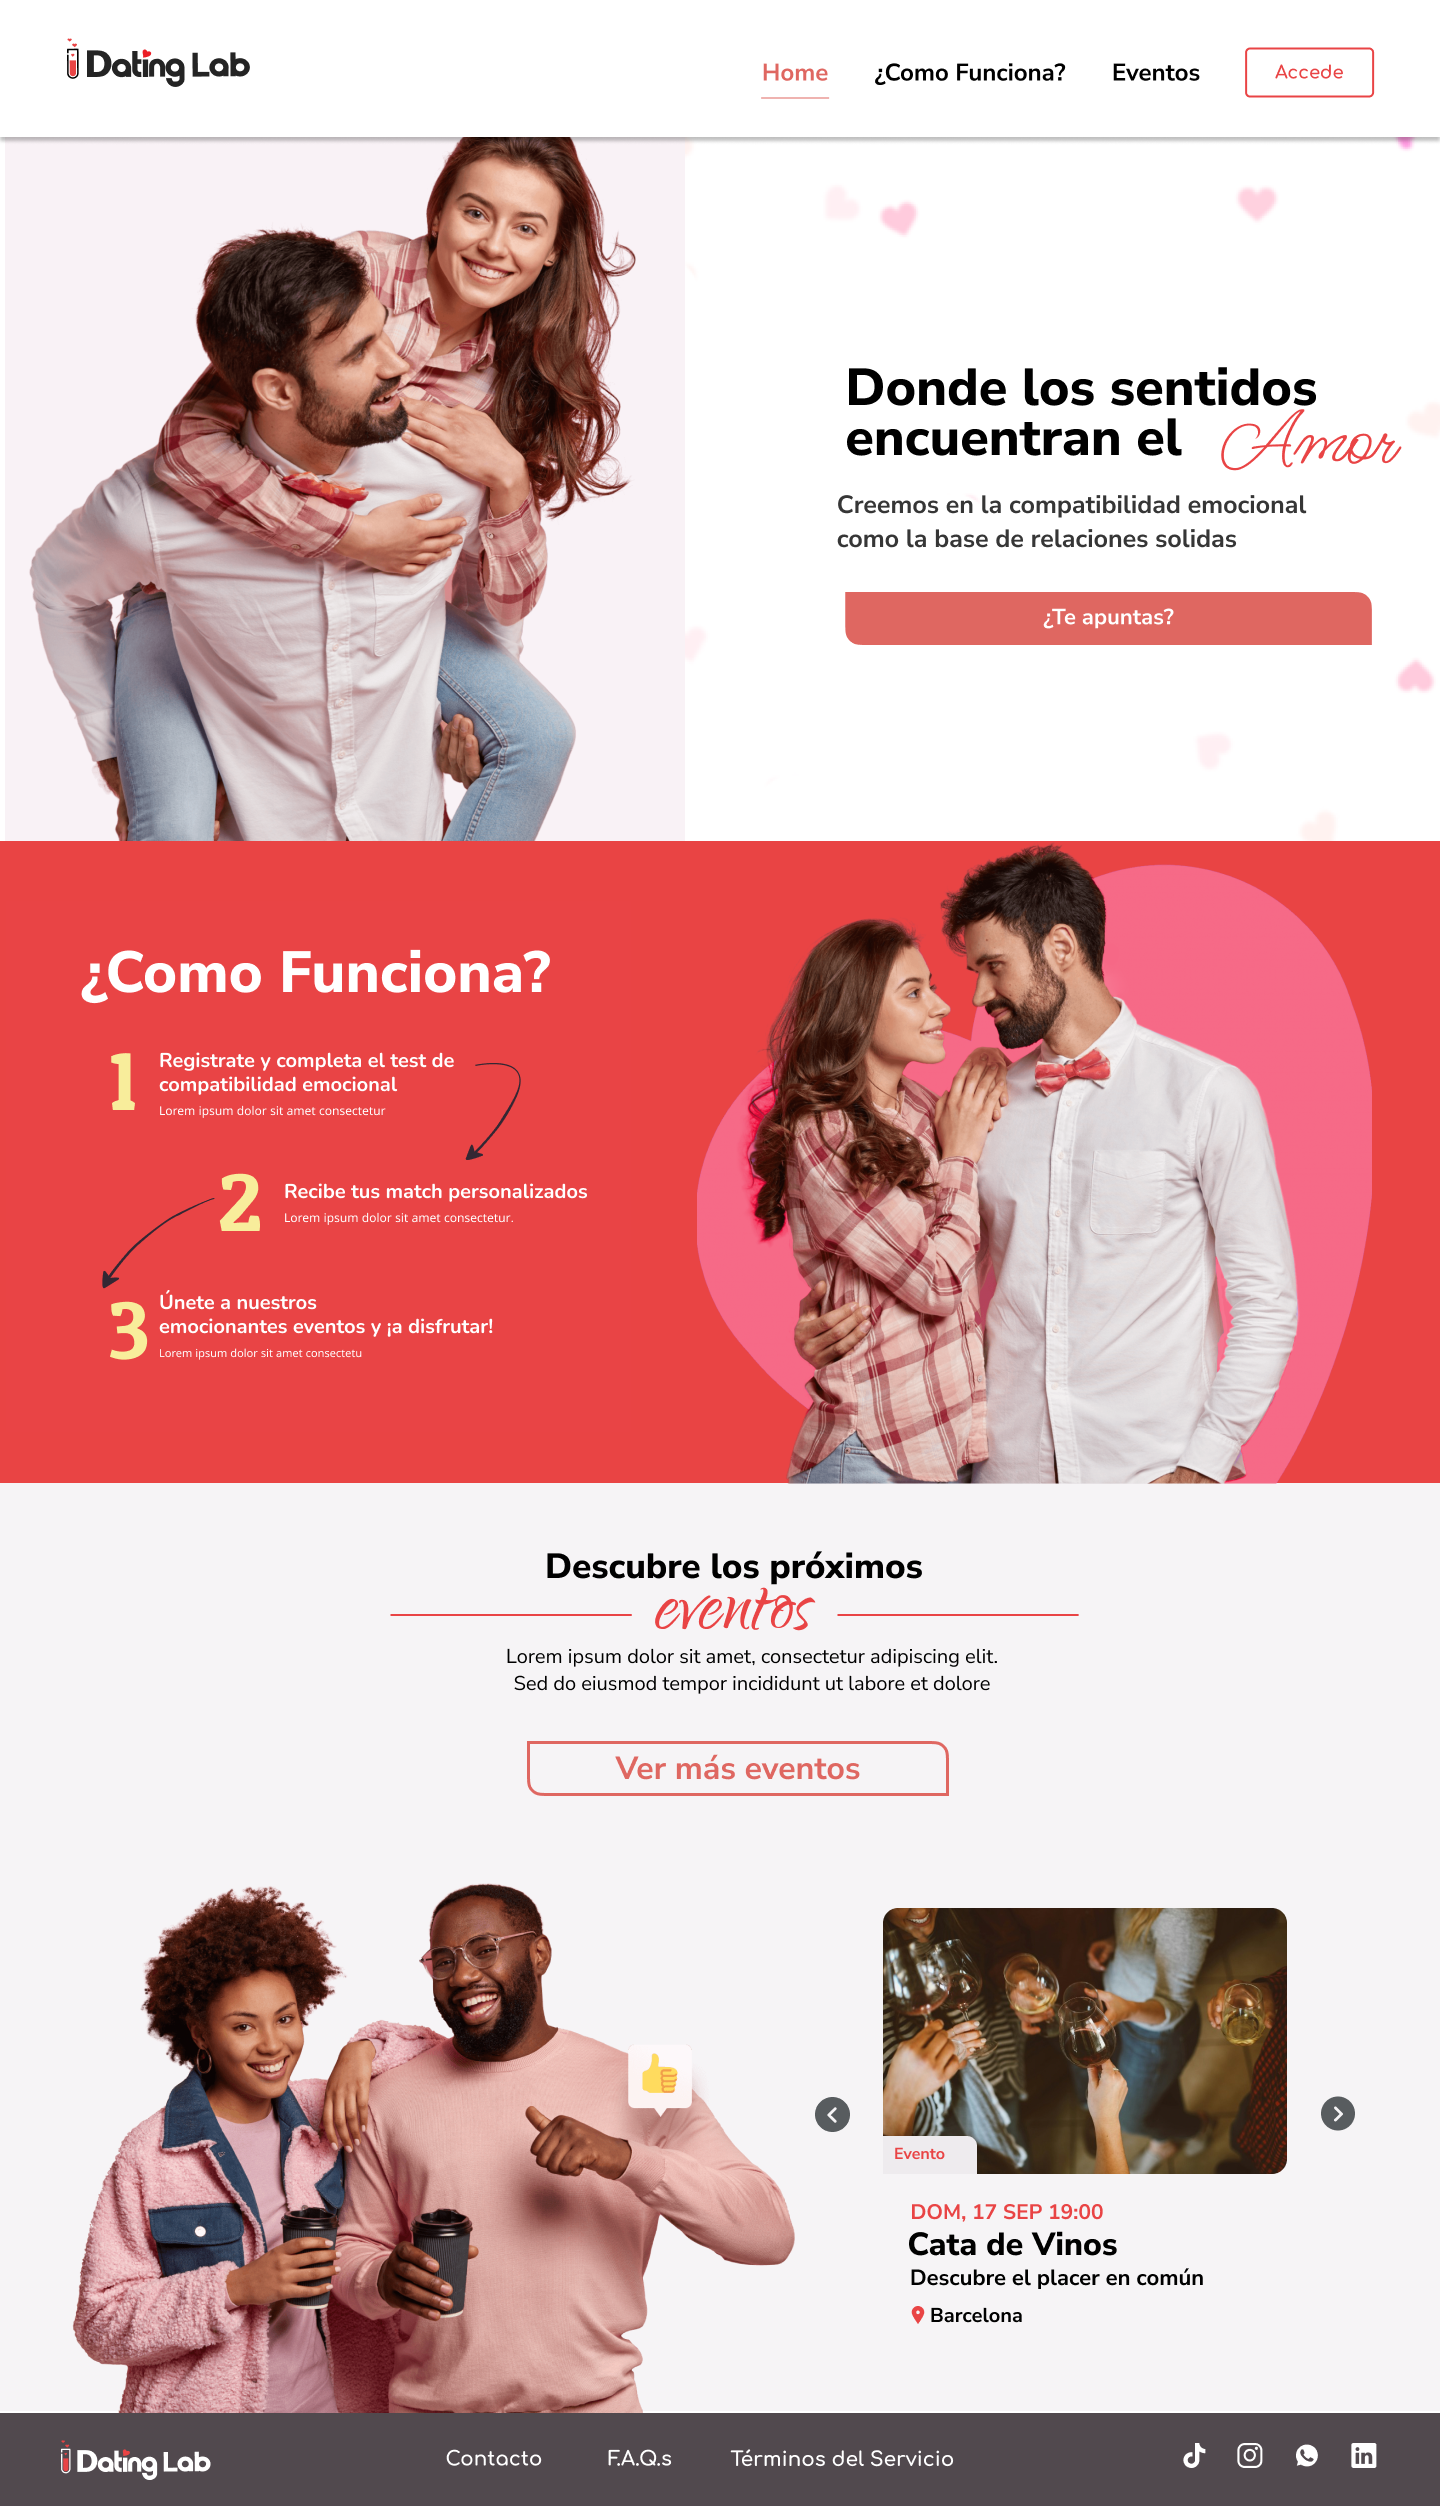 Dating Lab
Home
¿Como Funciona?
Eventos
Accede
Donde los sentidos
encuentran el Amor
Creemos en la compatibilidad emocional
como la base de relaciones solidas
¿Te apuntas?
¿Como Funciona?
1
Registrate y completa el test de
compatibilidad emocional
Lorem ipsum dolor sit amet consectetur
2
Recibe tus match personalizados
Lorem ipsum dolor sit amet consectetur.
3
Únete a nuestros
emocionantes eventos y ¡a disfrutar!
Lorem ipsum dolor sit amet consectetu
Descubre los próximos
eventos
Lorem ipsum dolor sit amet, consectetur adipiscing elit.
Sed do eiusmod tempor incididunt ut labore et dolore
Ver más eventos
Evento
DOM, 17 SEP 19:00
Cata de Vinos
Descubre el placer en común
Barcelona
Dating Lab
Contacto
F.A.Q.s
Términos del Servicio